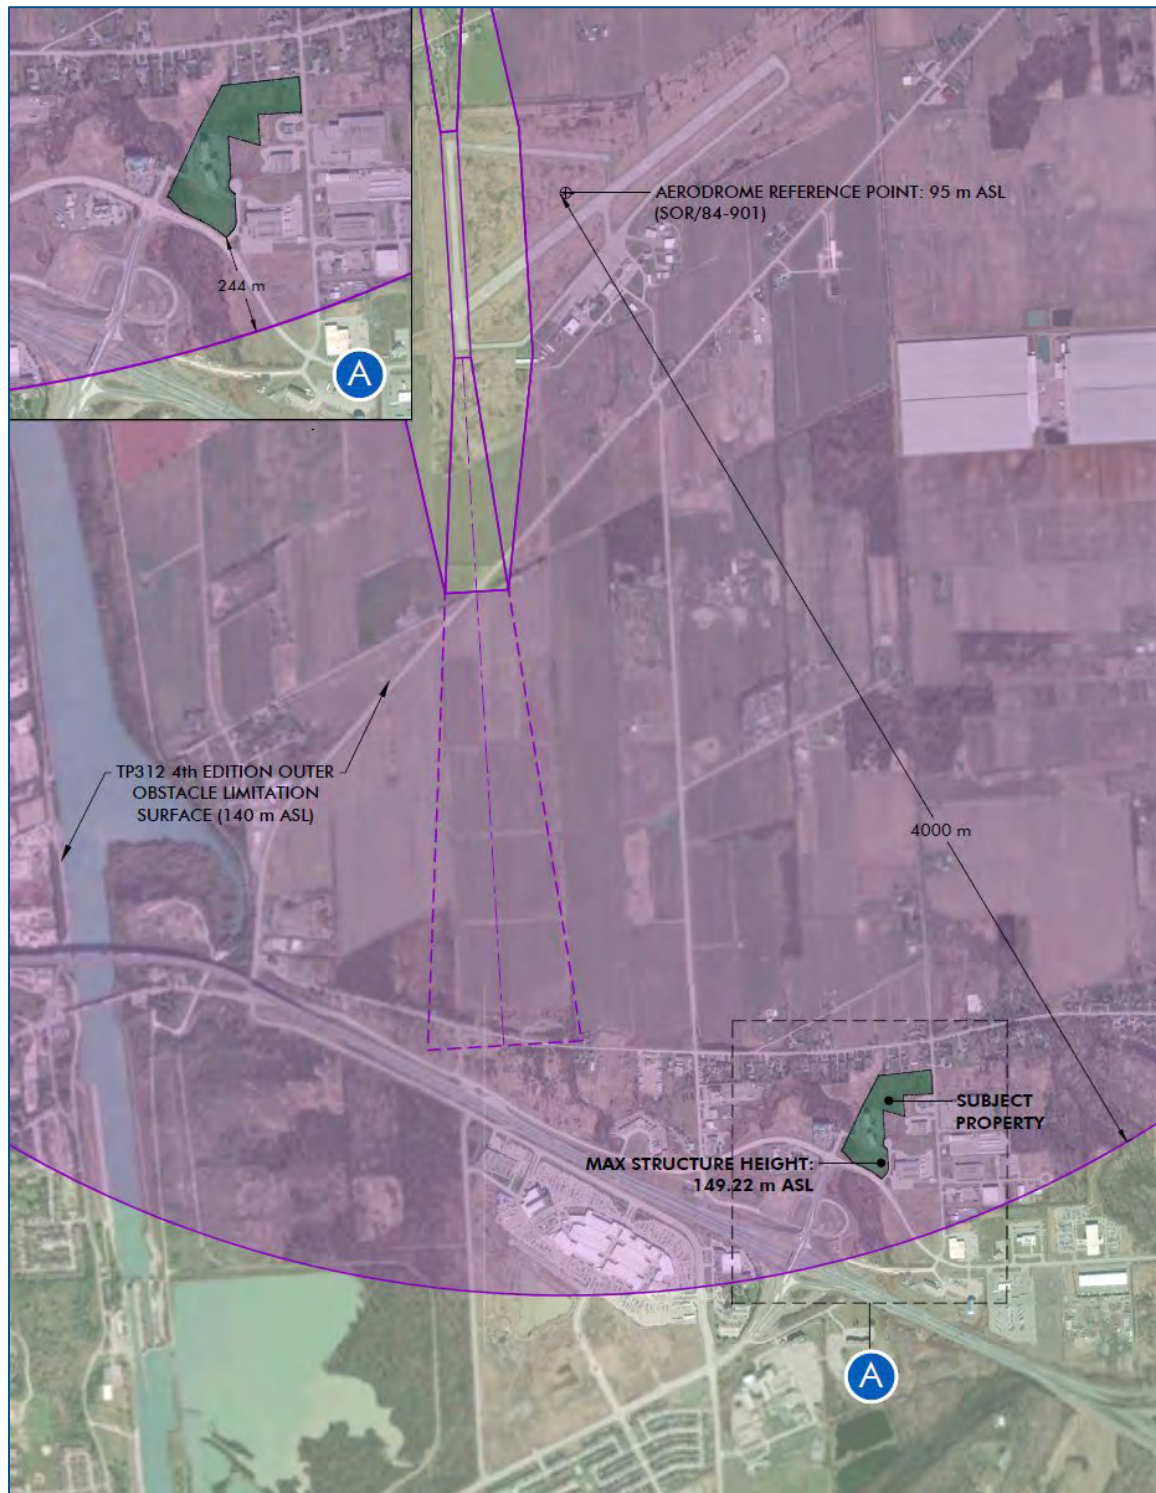 244 m
A
AERODROME REFERENCE POINT: 95 m ASL
(SOR/84-901)
TP312 4th EDITION OUTER
OBSTACLE LIMITATION
SURFACE (140 m ASL)
4000 m
SUBJECT
PROPERTY
MAX STRUCTURE HEIGHT:
149.22 m ASL
A